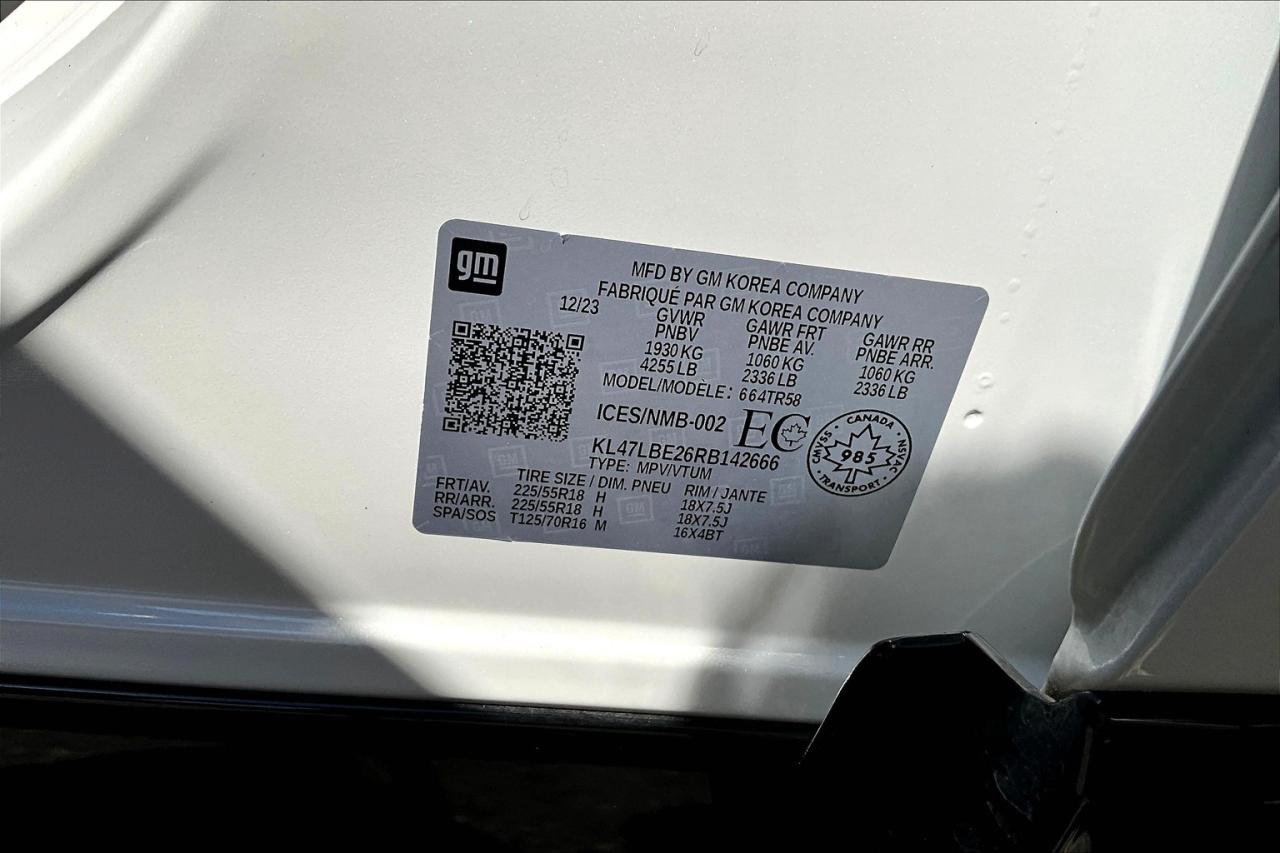 gm
MFD BY GM KOREA COMPANY
FABRIQUÉ PAR GM KOREA COMPANY
12/23
GVWR GAWR FRT GAWR RR
PNBV PNBE AV. PNBE ARR.
1930 KG 1060 KG 1060 KG
4255 LB 2336 LB 2336 LB
MODEL/MODÈLE: 664TR58
ICES/NMB-002 EC
CANADA
CMVSS NSVAC
985
TRANSPORT
KL47LBE26RB142666
TYPE: MPV/VTUM
TIRE SIZE / DIM. PNEU RIM / JANTE
FRT/AV. 225/55R18 H 18X7.5J
RR/ARR. 225/55R18 H 18X7.5J
SPA/SOS T125/70R16 M 16X4BT